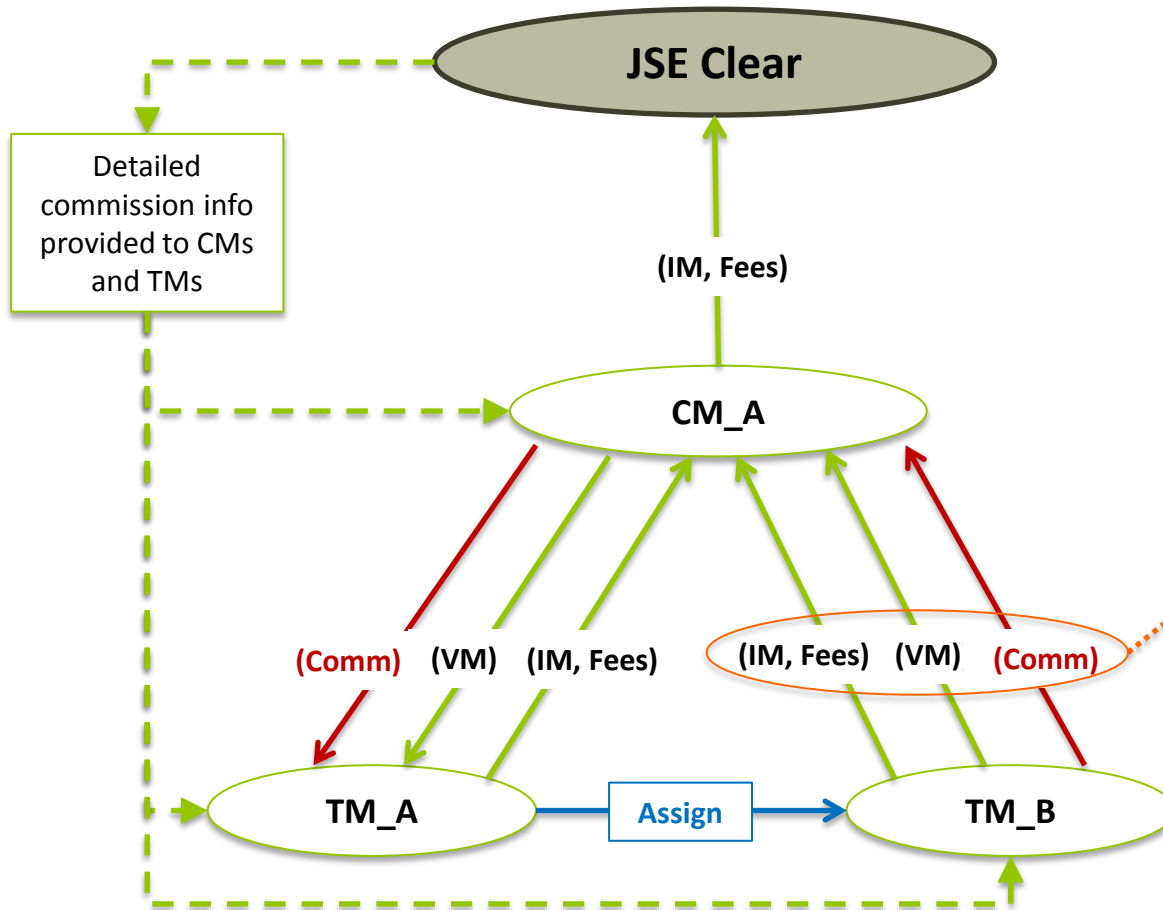 JSE Clear
Detailed
commission info
provided to CMs
and TMs
(IM, Fees)
CM_A
(Comm) (VM) (IM, Fees) (IM, Fees) (VM) (Comm)
TM_A Assign TM_B